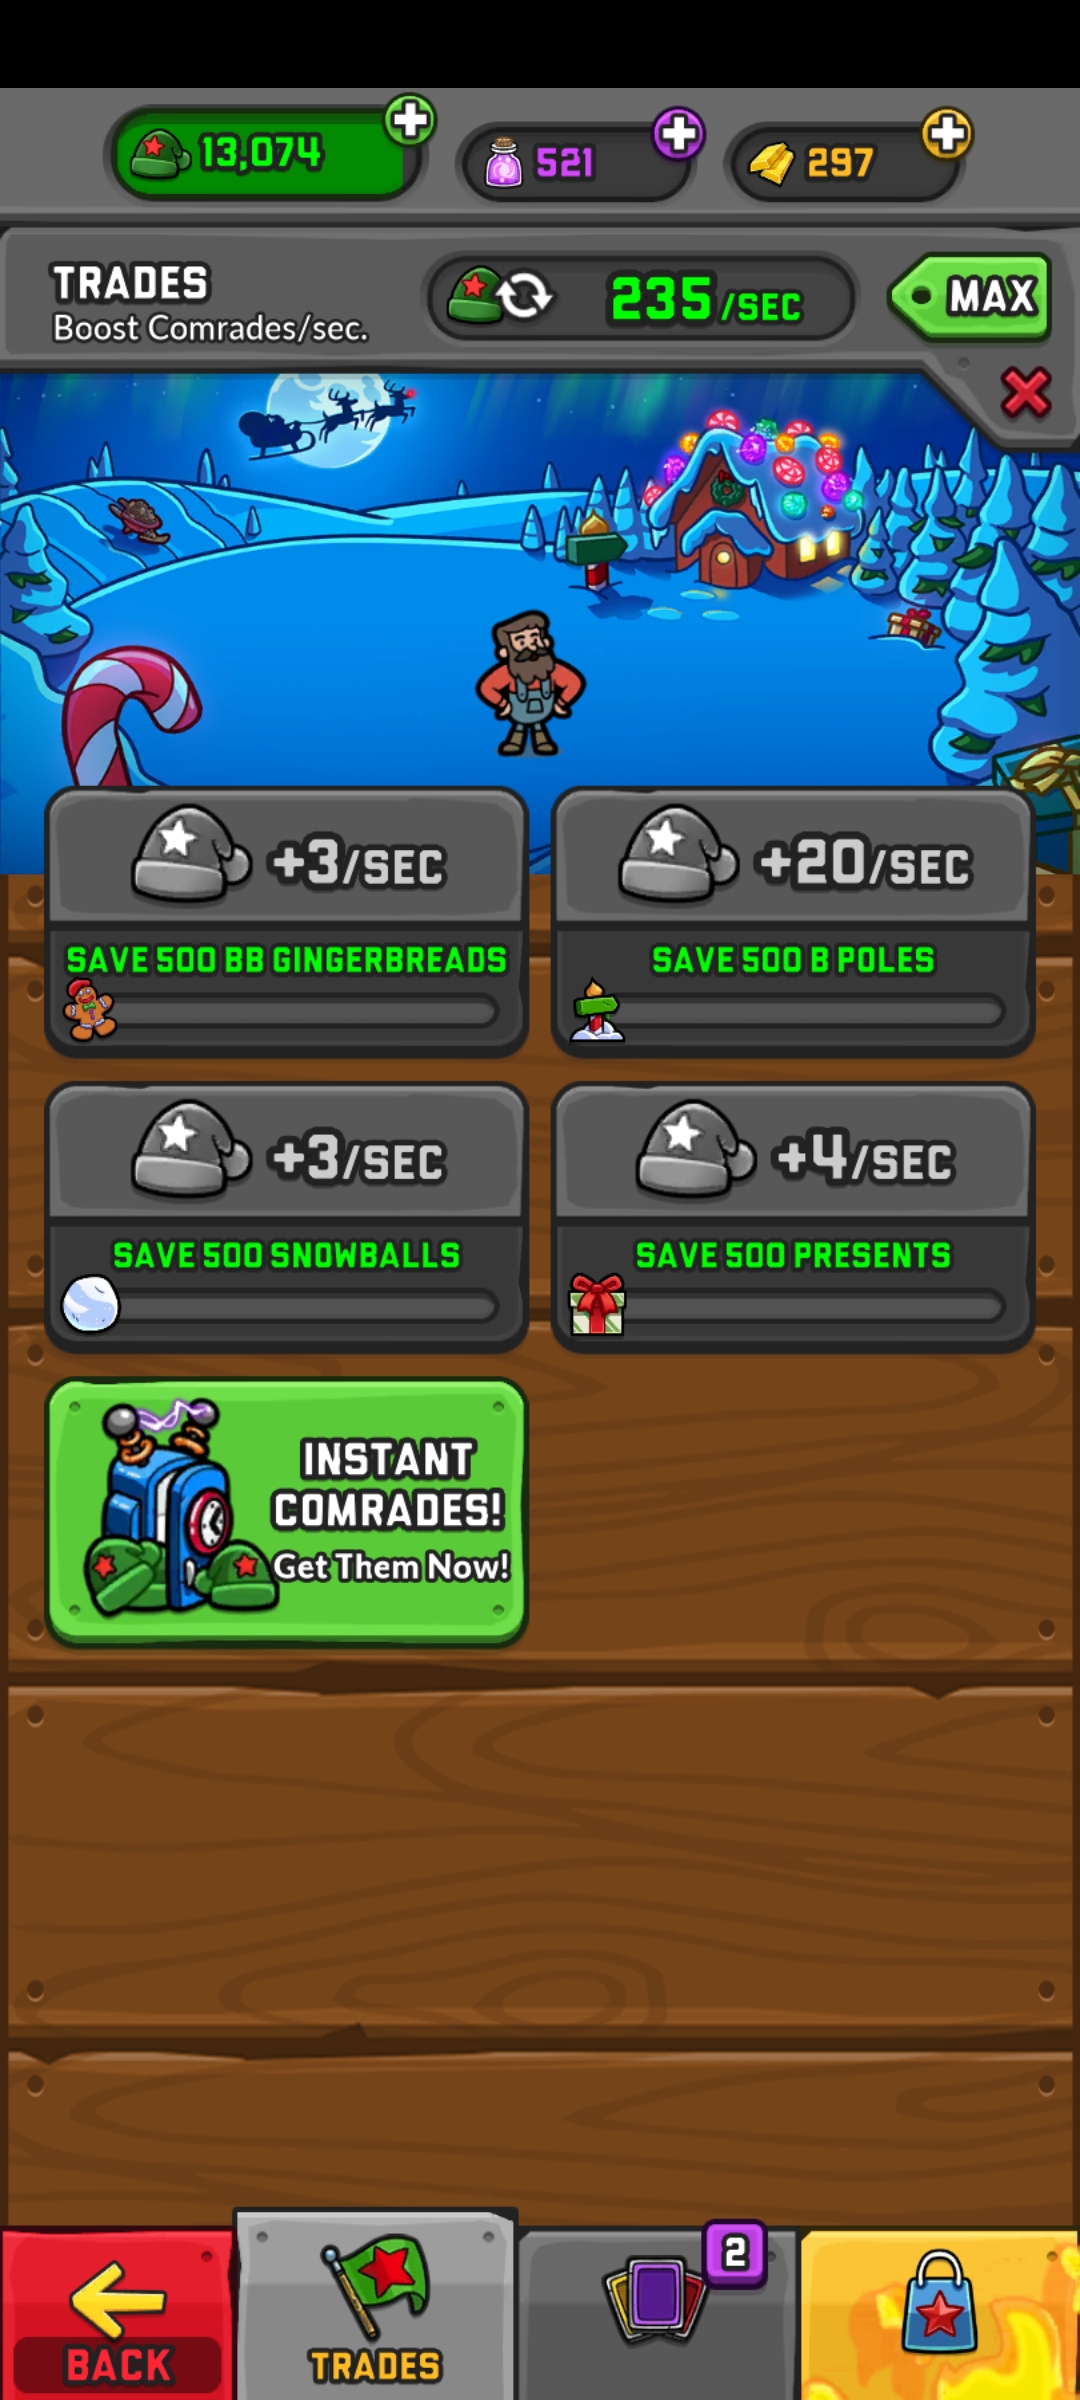 13,074
521
297
TRADES
Boost Comrades/sec.
235/SEC
MAX
+3/SEC
SAVE 500 BB GINGERBREADS
+20/SEC
SAVE 500 B POLES
+3/SEC
SAVE 500 SNOWBALLS
+4/SEC
SAVE 500 PRESENTS
INSTANT
COMRADES!
Get Them Now!
2
BACK
TRADES